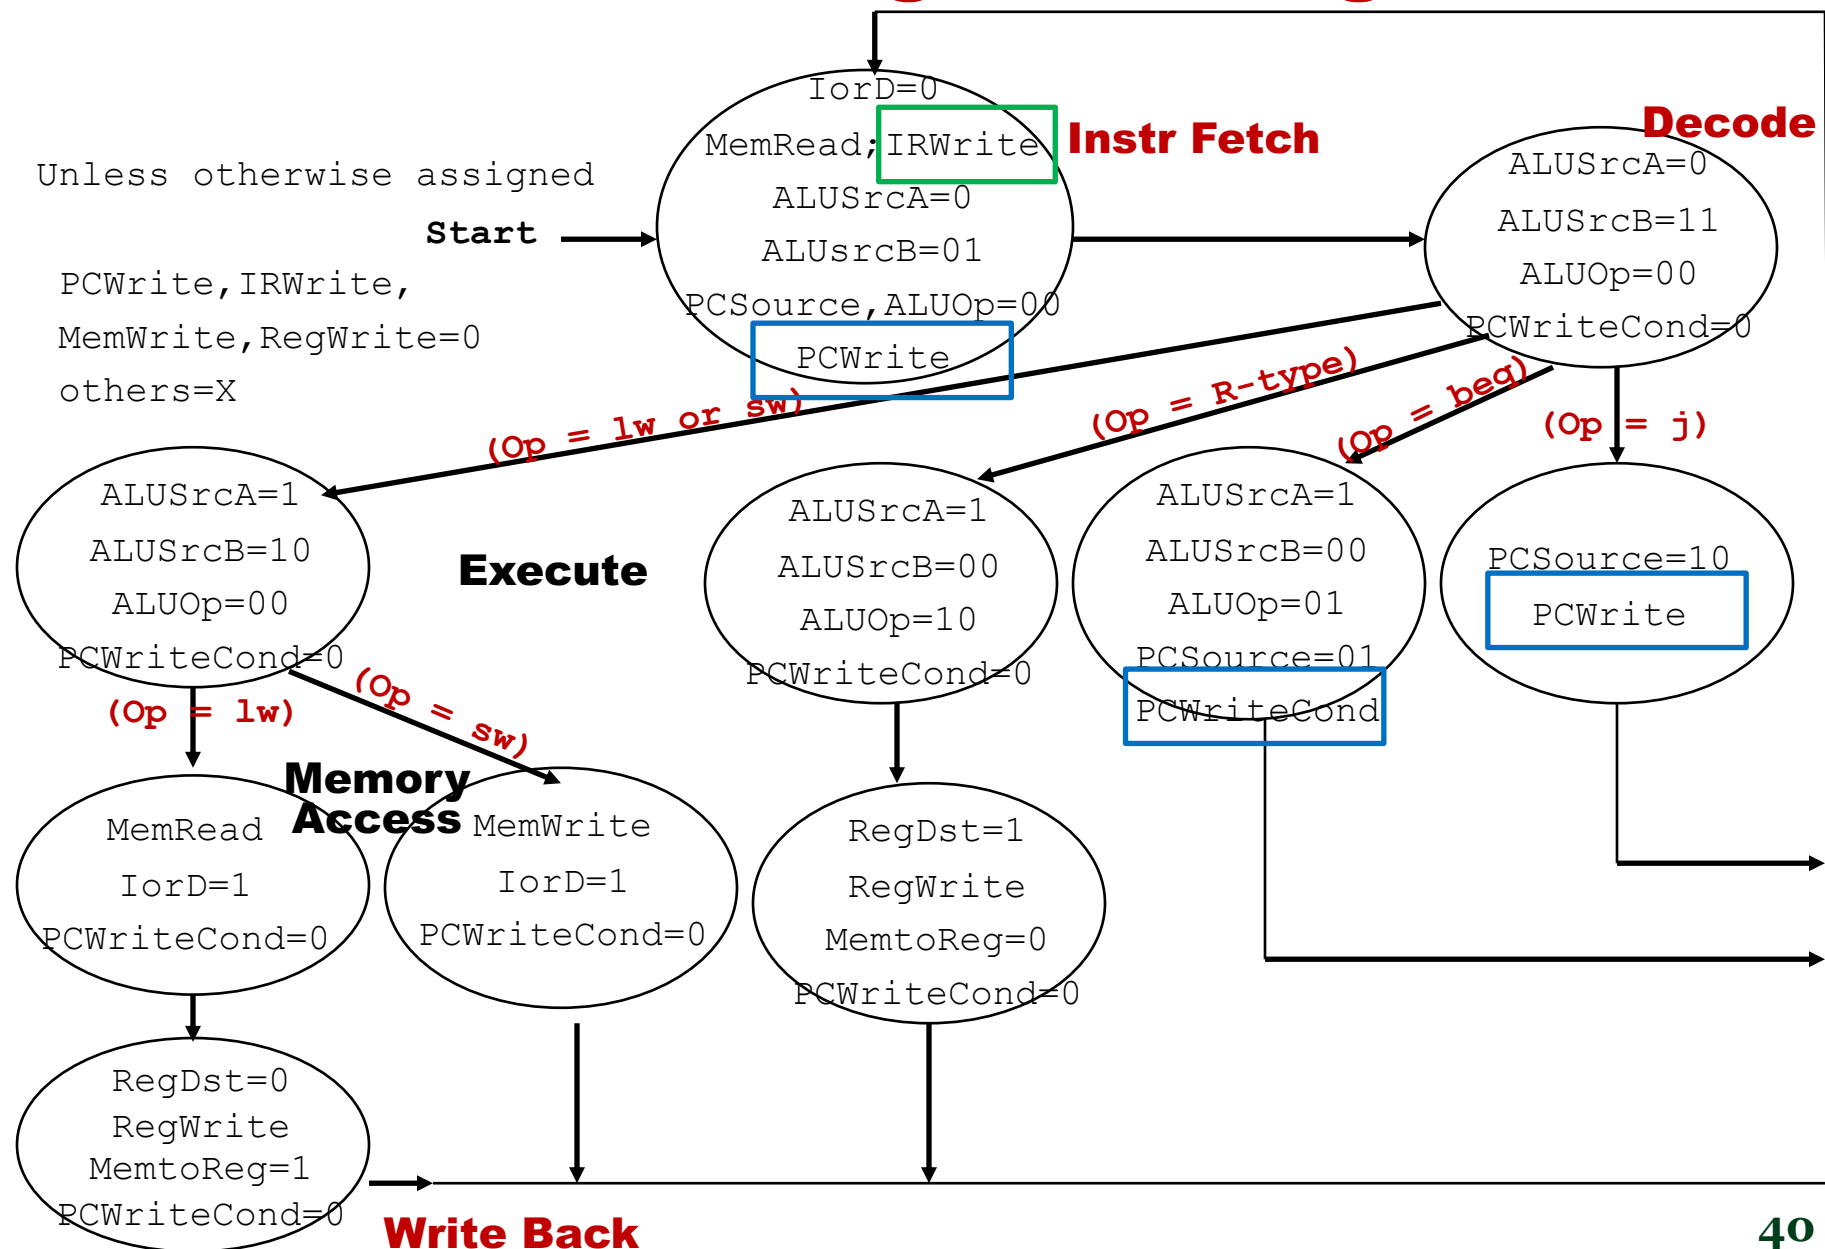 IorD=0
MemRead;IRWrite
ALUSrcA=0
ALUsrcB=01
PCSource,ALUOp=00
PCWrite
Instr Fetch
Decode
ALUSrcA=0
ALUSrcB=11
ALUOp=00
PCWriteCond=0
Unless otherwise assigned
Start
PCWrite,IRWrite,
MemWrite,RegWrite=0
others=X
(Op = lw or sw)
(Op = R-type)
(Op = beq)
(Op = j)
ALUSrcA=1
ALUSrcB=10
ALUOp=00
PCWriteCond=0
Execute
ALUSrcA=1
ALUSrcB=00
ALUOp=10
PCWriteCond=0
ALUSrcA=1
ALUSrcB=00
ALUOp=01
PCSource=01
PCWriteCond
PCSource=10
PCWrite
(Op = lw)
(Op = sw)
Memory
Access
MemRead
IorD=1
PCWriteCond=0
MemWrite
IorD=1
PCWriteCond=0
RegDst=1
RegWrite
MemtoReg=0
PCWriteCond=0
RegDst=0
RegWrite
MemtoReg=1
PCWriteCond=0
Write Back
40